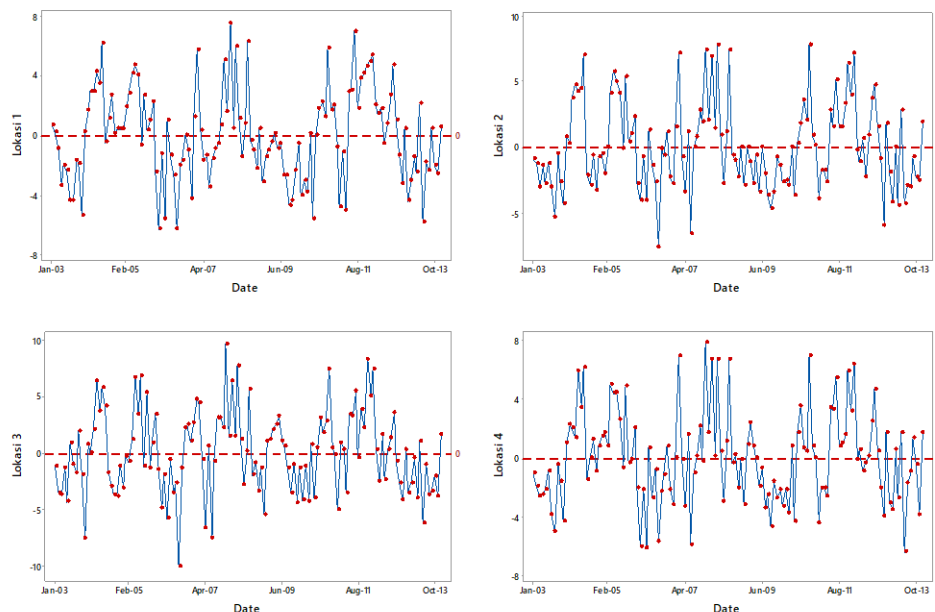 8
4
0
-4
-8
Lokasi 1
0
Jan-03 Feb-05 Apr-07 Jun-09 Aug-11 Oct-13
Date
10
5
0
-5
Lokasi 2
Jan-03 Feb-05 Apr-07 Jun-09 Aug-11 Oct-13
Date
10
5
0
-5
-10
Lokasi 3
0
Jan-03 Feb-05 Apr-07 Jun-09 Aug-11 Oct-13
Date
8
4
0
-4
-8
Lokasi 4
Jan-03 Feb-05 Apr-07 Jun-09 Aug-11 Oct-13
Date